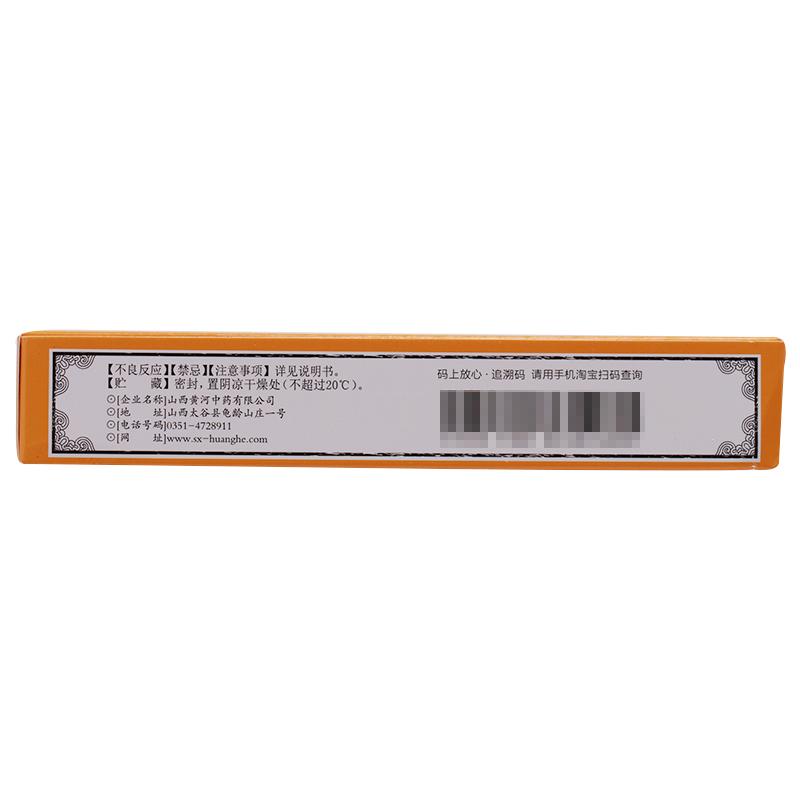 【不良反应】【禁忌】【注意事项】详见说明书。
【贮 藏】密封，置阴凉干燥处（不超过20℃）。
⊙[企业名称]山西黄河中药有限公司
⊙[地 址]山西太谷县龟龄山庄一号
⊙[电话号码]0351-4728911
⊙[网 址]www.sx-huanghe.com
码上放心·追溯码 请用手机淘宝扫码查询